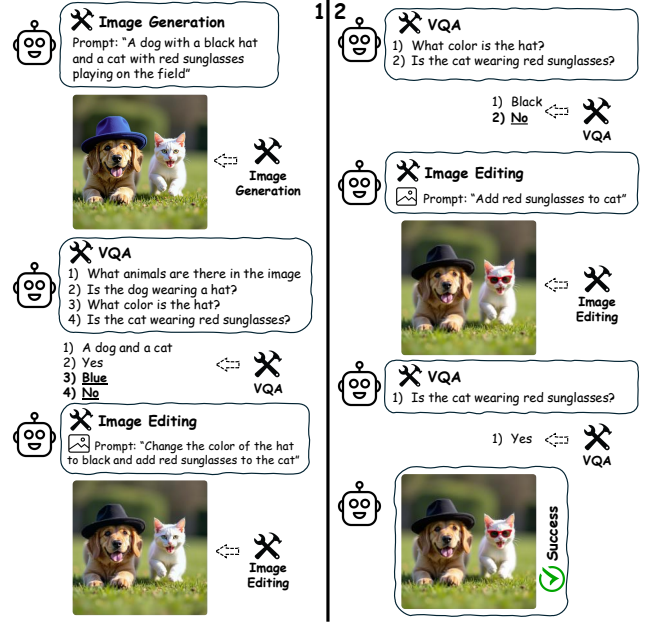 1
Image Generation
Prompt: “A dog with a black hat
and a cat with red sunglasses
playing on the field”
Image
Generation
VQA
1) What animals are there in the image
2) Is the dog wearing a hat?
3) What color is the hat?
4) Is the cat wearing red sunglasses?
1) A dog and a cat
2) Yes
3) Blue
4) No
VQA
Image Editing
Prompt: “Change the color of the hat
to black and add red sunglasses to the cat”
Image
Editing
2
VQA
1) What color is the hat?
2) Is the cat wearing red sunglasses?
1) Black
2) No
VQA
Image Editing
Prompt: “Add red sunglasses to cat”
Image
Editing
VQA
1) Is the cat wearing red sunglasses?
1) Yes
VQA
Success